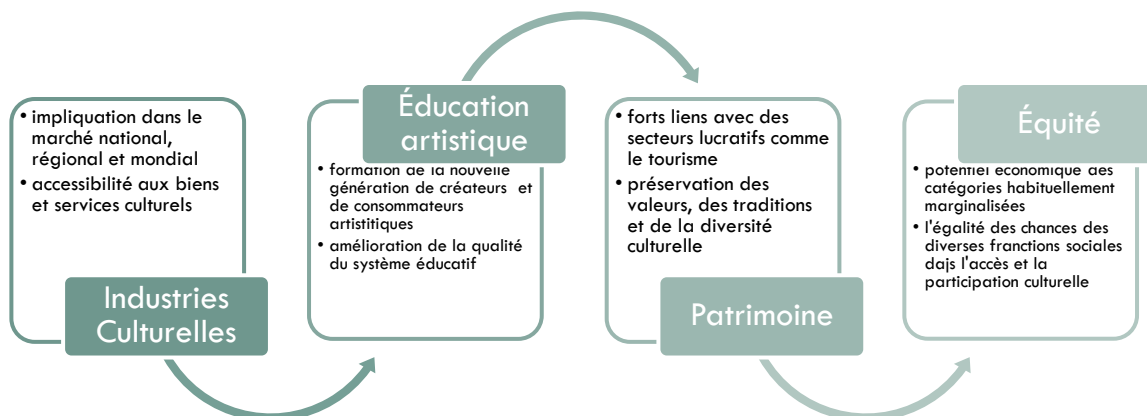 • impliquation dans le
marché national,
régional et mondial
• accessibilité aux biens
et services culturels
Industries
Culturelles
Éducation
artistique
• formation de la nouvelle
génération de créateurs et
de consommateurs
artistitiques
• amélioration de la qualité
du système éducatif
• forts liens avec des
secteurs lucratifs comme
le tourisme
• préservation des
valeurs, des traditions
et de la diversité
culturelle
Patrimoine
Équité
• potentiel économique des
catégories habituellement
marginalisées
• l'égalité des chances des
diverses franctions sociales
dajs l'accès et la
participation culturelle